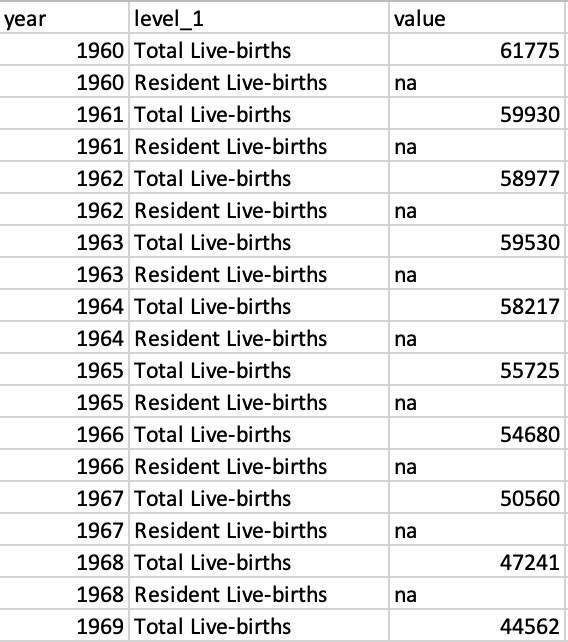 year level_1 value
1960 Total Live-births 61775
1960 Resident Live-births na
1961 Total Live-births 59930
1961 Resident Live-births na
1962 Total Live-births 58977
1962 Resident Live-births na
1963 Total Live-births 59530
1963 Resident Live-births na
1964 Total Live-births 58217
1964 Resident Live-births na
1965 Total Live-births 55725
1965 Resident Live-births na
1966 Total Live-births 54680
1966 Resident Live-births na
1967 Total Live-births 50560
1967 Resident Live-births na
1968 Total Live-births 47241
1968 Resident Live-births na
1969 Total Live-births 44562